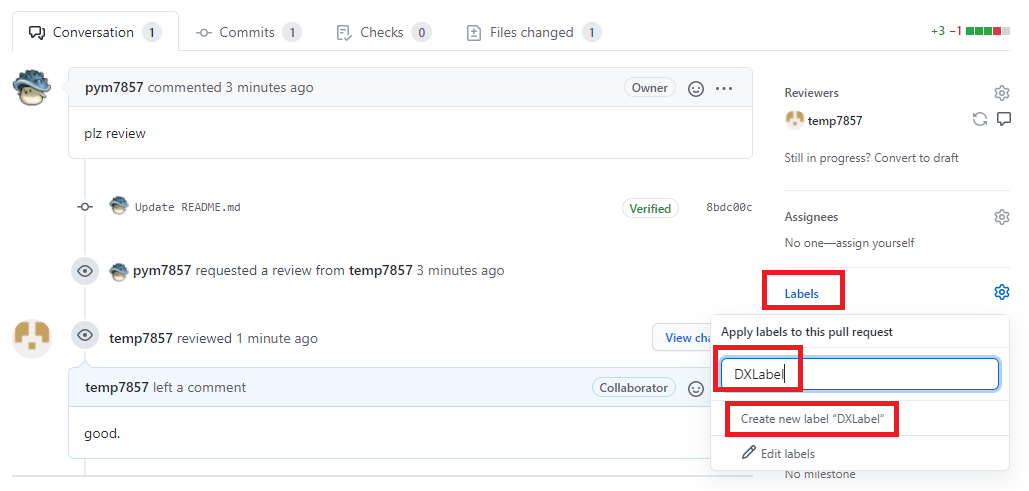 Conversation 1 Commits 1 Checks 0 Files changed 1 +3 −1
pym7857 commented 3 minutes ago Owner
plz review
Update README.md Verified 8bdc00c
pym7857 requested a review from temp7857 3 minutes ago
temp7857 reviewed 1 minute ago View cha
temp7857 left a comment Collaborator
good.
Reviewers
temp7857
Still in progress? Convert to draft
Assignees
No one—assign yourself
Labels
Apply labels to this pull request
DXLabel
Create new label “DXLabel”
Edit labels
No milestone